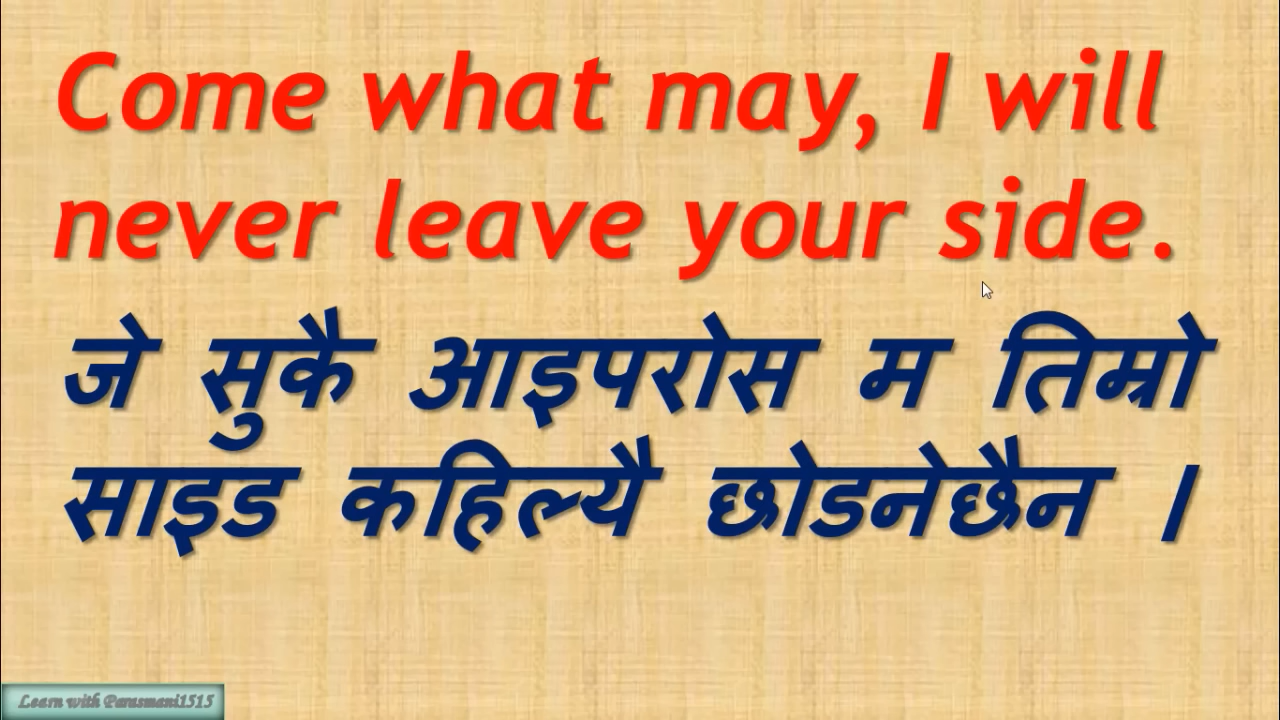 Come what may, I will
never leave your side.
जे सुकै आइपरोस म तिम्रो
साइड कहिल्यै छोडनेछैन ।
Learn with Parasmani1515